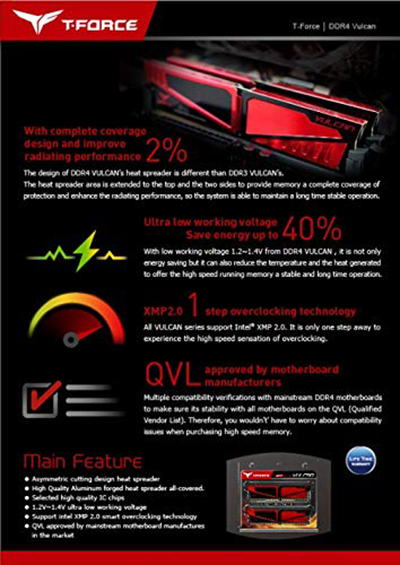 T-FORCE
T-Force | DDR4 Vulcan
VULCAN
With complete coverage
design and improve
radiating performance 2%
The design of DDR4 VULCAN's heat spreader is different than DDR3 VULCAN's.
The heat spreader area is extended to the top and the two sides to provide memory a complete coverage of
protection and enhance the radiating performance, so the system is able to maintain a long time stable operation.
Ultra low working voltage
Save energy up to 40%
With low working voltage 1.2~1.4V from DDR4 VULCAN , it is not only
energy saving but it can also reduce the temperature and the heat generated
to offer the high speed running memory a stable and long time operation.
XMP2.0 1 step overclocking technology
All VULCAN series support Intel® XMP 2.0. It is only one step away to
experience the high speed sensation of overclocking.
QVL approved by motherboard
manufacturers
Multiple compatibility verifications with mainstream DDR4 motherboards
to make sure its stability with all motherboards on the QVL (Qualified
Vendor List). Therefore, you wouldn't' have to worry about compatibility
issues when purchasing high speed memory.
Main Feature
● Asymmetric cutting design heat spreader
● High Quality Aluminum forged heat spreader all-covered.
● Selected high quality IC chips
● 1.2V~1.4V ultra low working voltage
● Support intel XMP 2.0 smart overclocking technology
● QVL approved by mainstream motherboard manufactures
in the market
T-FORCE
LIFE TIME
WARRANTY